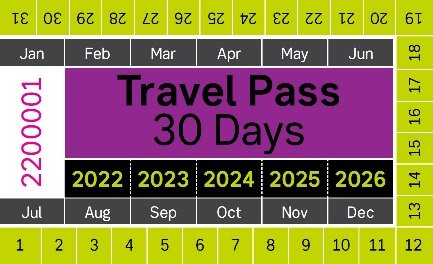 31 30 29 28 27 26 25 24 23 22 21 20 19
Jan Feb Mar Apr May Jun 18
2200001
Travel Pass 17
30 Days 16
15
2022 2023 2024 2025 2026 14
Jul Aug Sep Oct Nov Dec 13
1 2 3 4 5 6 7 8 9 10 11 12